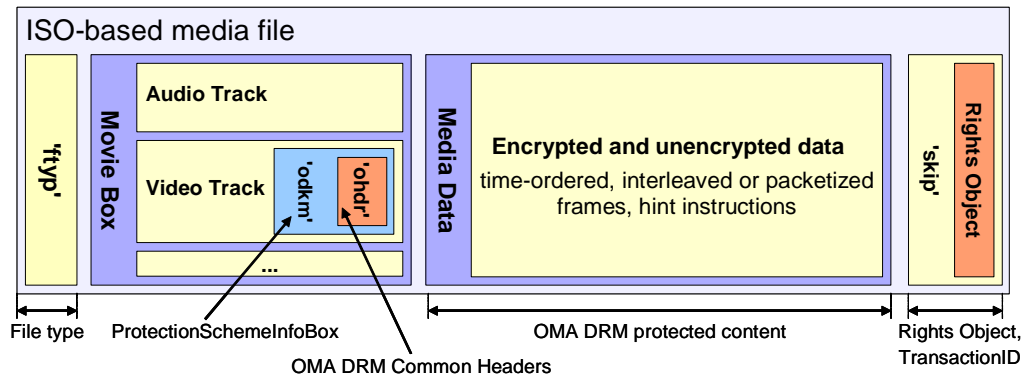 ISO-based media file
'ftyp'
Movie Box
Audio Track
Video Track
'odkm'
'ohdr'
...
Media Data
Encrypted and unencrypted data
time-ordered, interleaved or packetized
frames, hint instructions
'skip'
Rights Object
File type
ProtectionSchemeInfoBox
OMA DRM Common Headers
OMA DRM protected content
Rights Object,
TransactionID